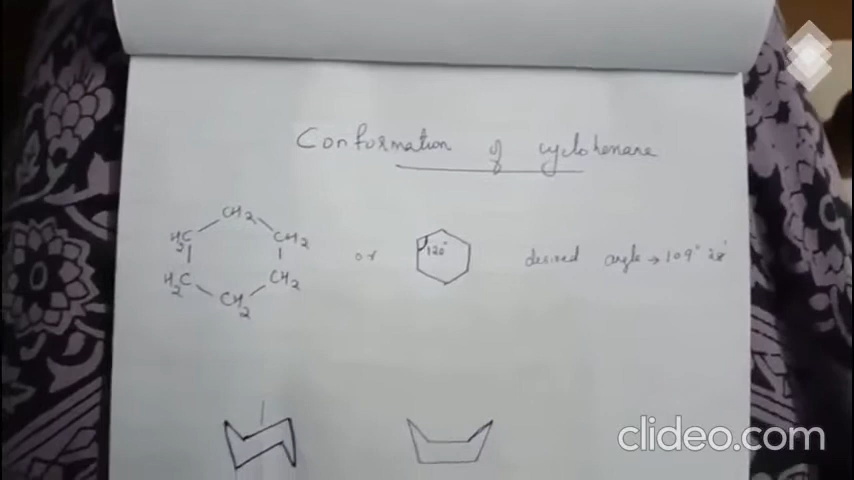 Conformation of cyclohexane
CH2
H2C CH2
or
120°
desired angle → 109° 28'
H2C CH2
CH2
clideo.com